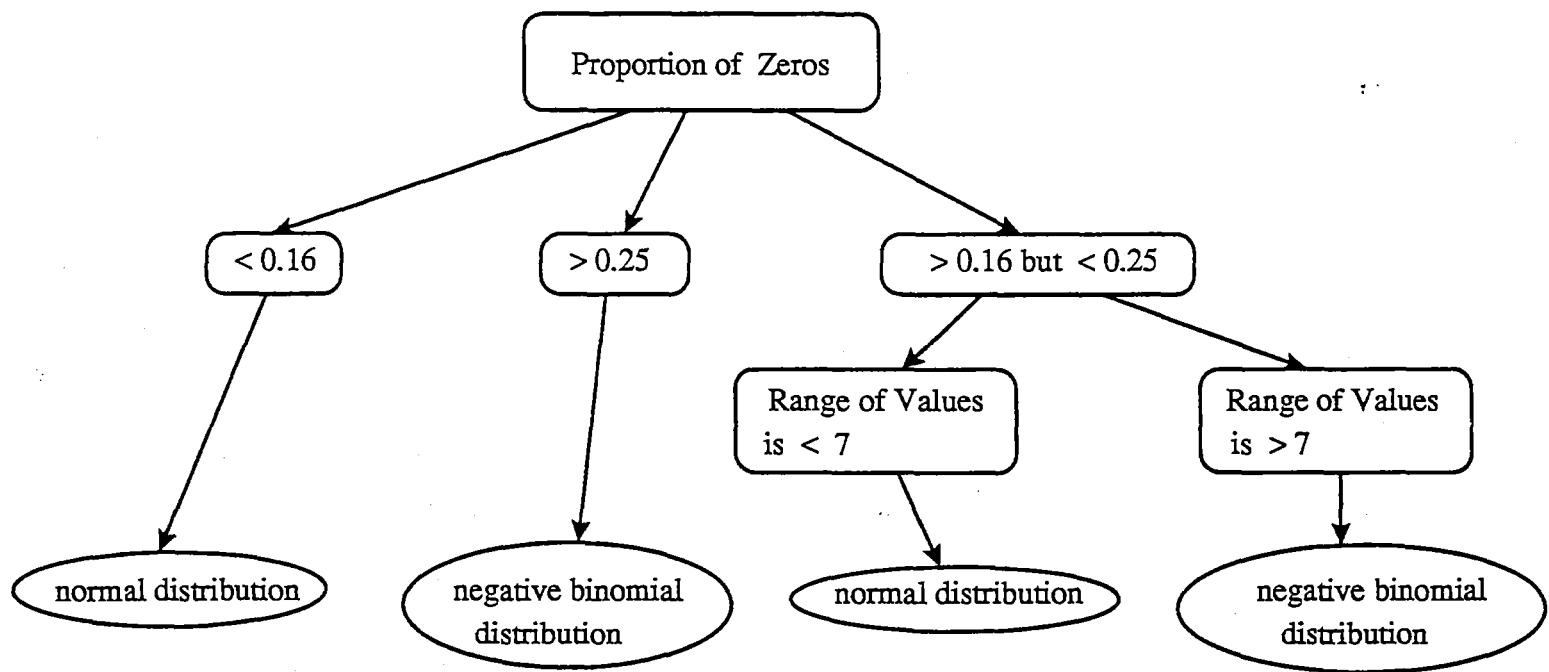 Proportion of Zeros
< 0.16
> 0.25
> 0.16 but < 0.25
Range of Values
is < 7
Range of Values
is > 7
normal distribution
negative binomial
distribution
normal distribution
negative binomial
distribution